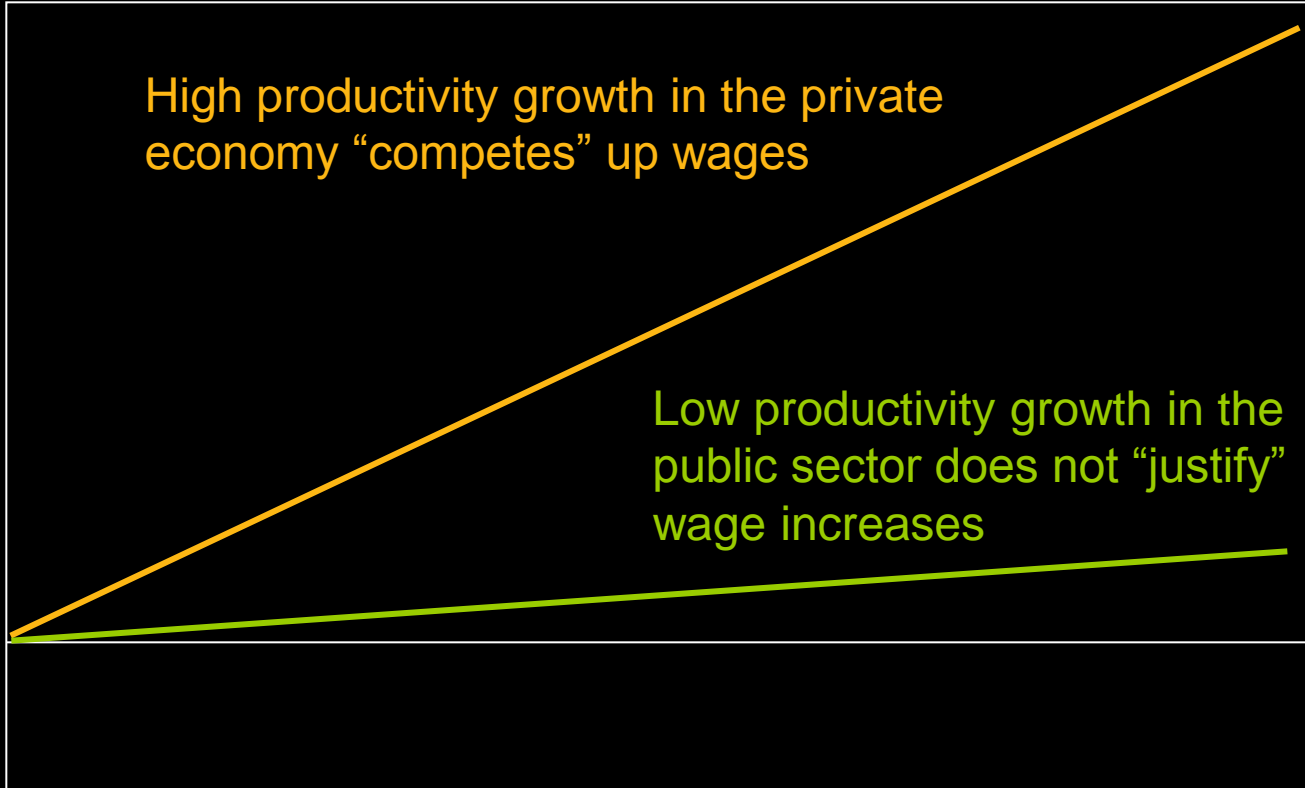 High productivity growth in the private
economy “competes” up wages
Low productivity growth in the
public sector does not “justify”
wage increases